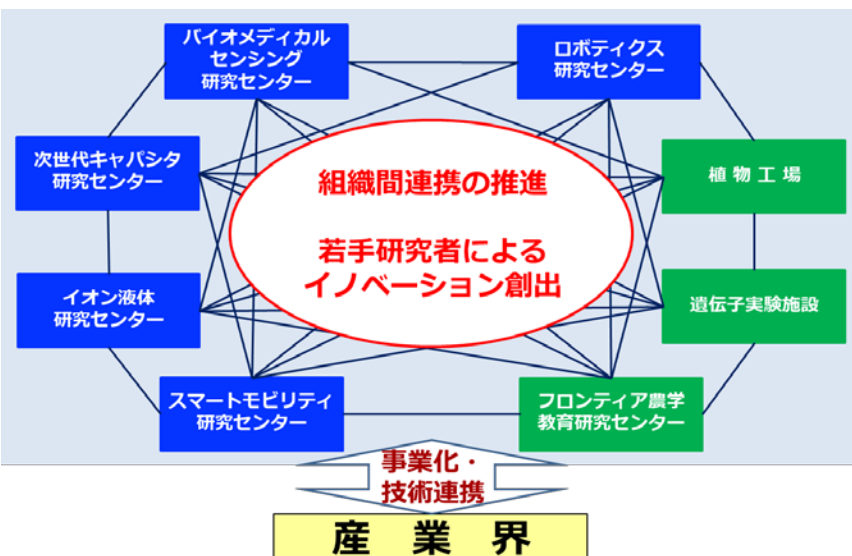 バイオメディカル
センシング
研究センター
ロボティクス
研究センター
次世代キャパシタ
研究センター
組織間連携の推進
植物工場
若手研究者による
イノベーション創出
イオン液体
研究センター
遺伝子実験施設
スマートモビリティ
研究センター
フロンティア農学
教育研究センター
事業化・
技術連携
産業界